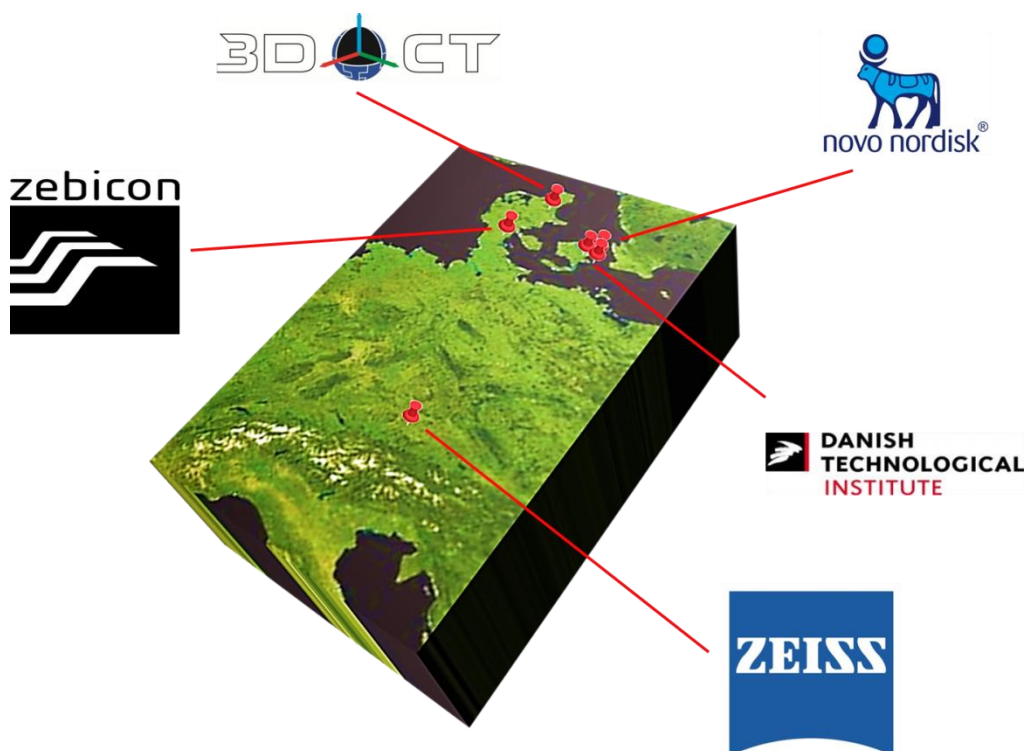 3D CT
novo nordisk®
zebicon
DANISH
TECHNOLOGICAL
INSTITUTE
ZEISS